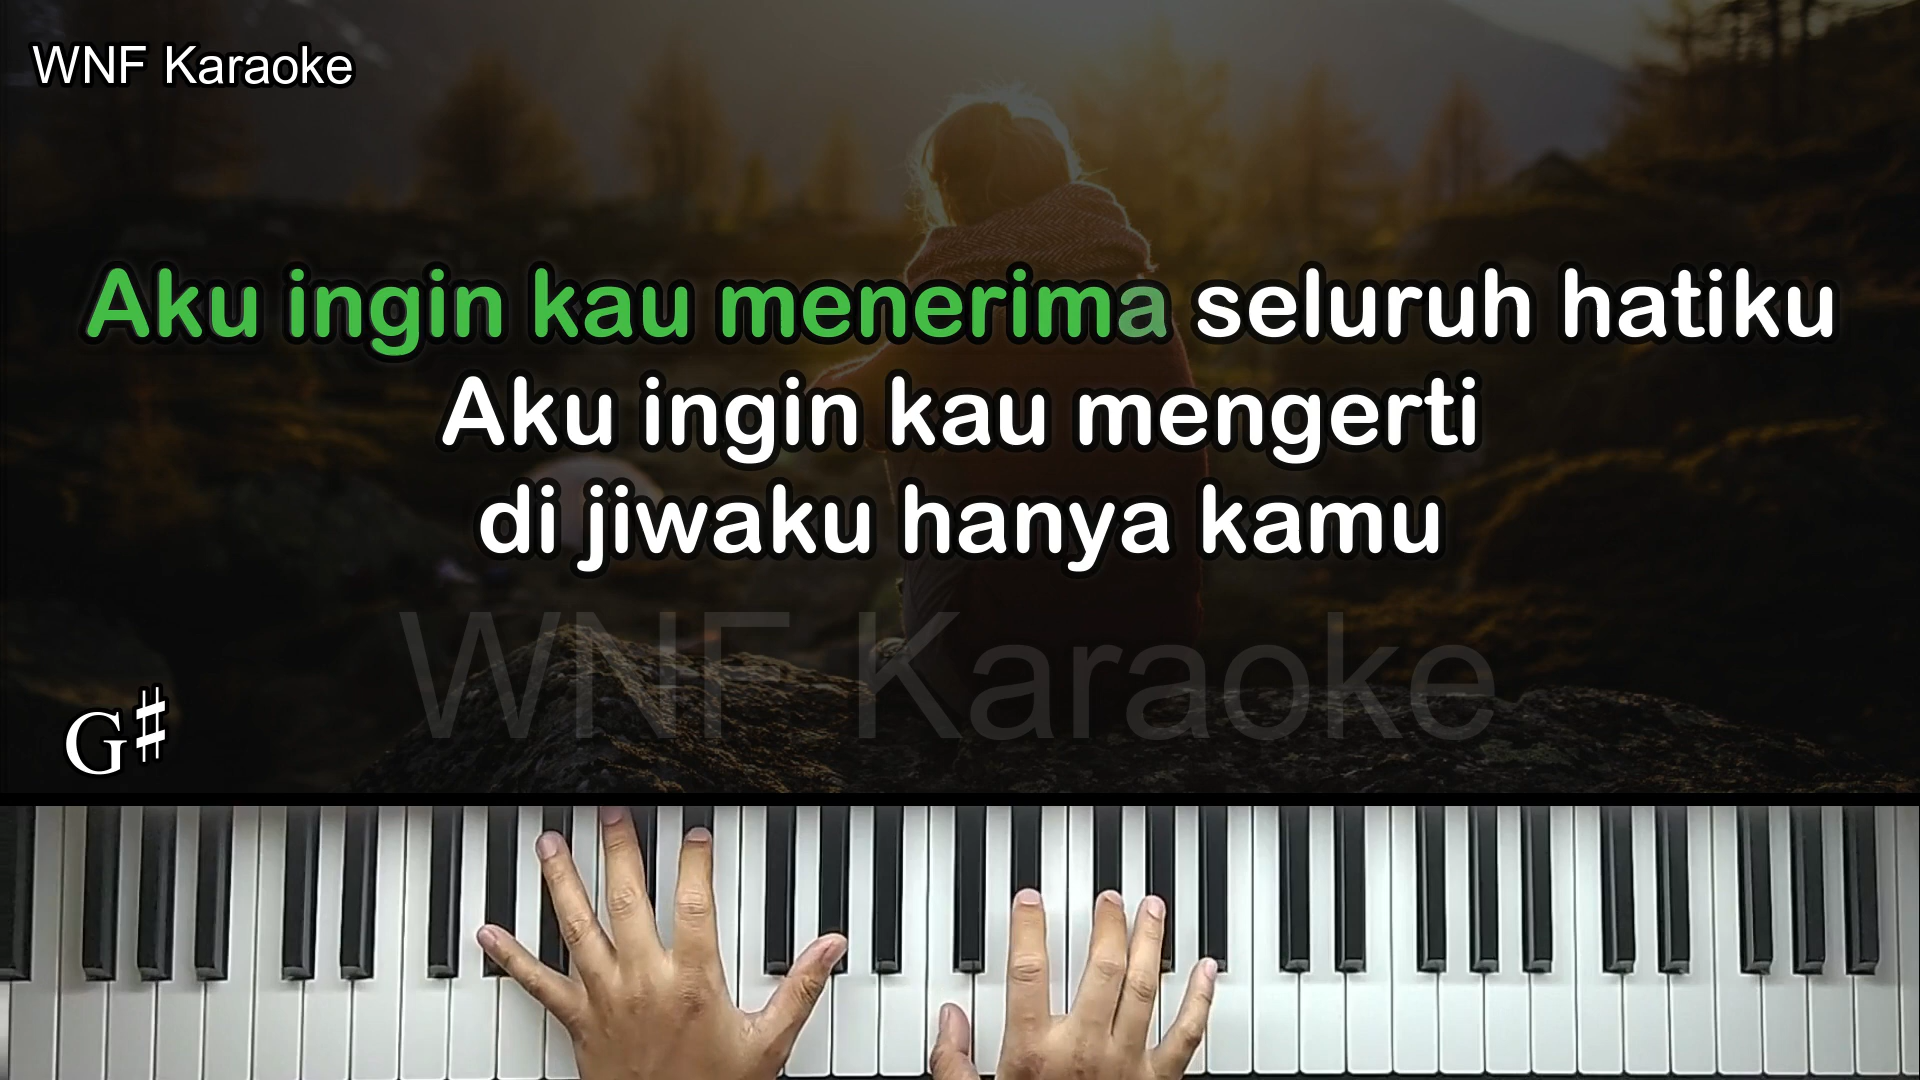 WNF Karaoke
Aku ingin kau menerima seluruh hatiku
Aku ingin kau mengerti
di jiwaku hanya kamu
WNF Karaoke
G♯